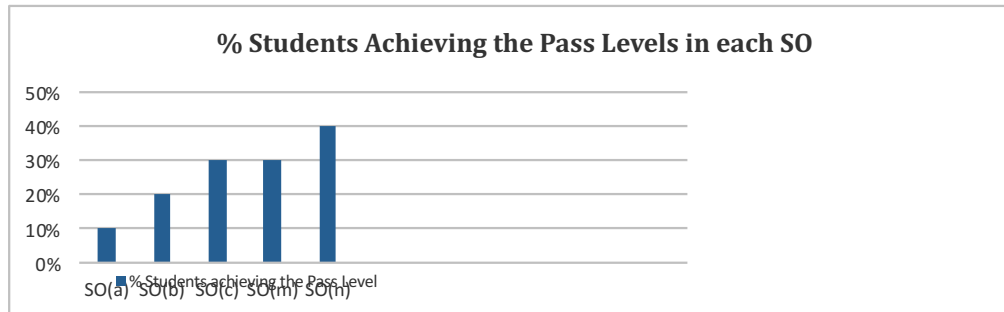 % Students Achieving the Pass Levels in each SO
50%
40%
30%
20%
10%
0%
% Students achieving the Pass Level
SO(a) SO(b) SO(c) SO(m) SO(n)